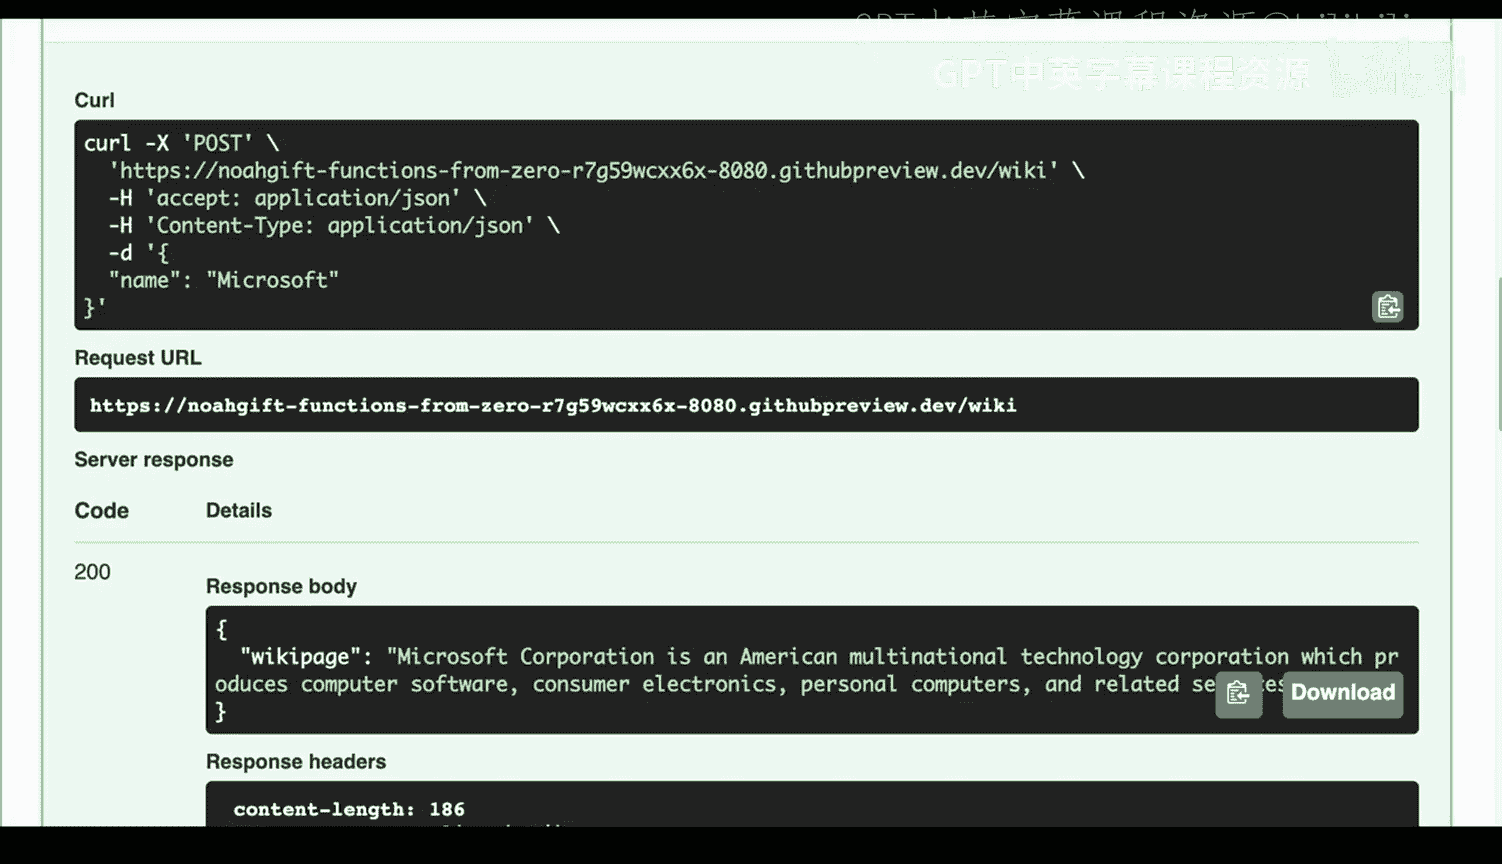 GPT中英字幕课程资源
Curl
curl -X 'POST' \
'https://noahgift-functions-from-zero-r7g59wcxx6x-8080.githubpreview.dev/wiki' \
-H 'accept: application/json' \
-H 'Content-Type: application/json' \
-d '{
"name": "Microsoft"
}'
Request URL
https://noahgift-functions-from-zero-r7g59wcxx6x-8080.githubpreview.dev/wiki
Server response
Code Details
200
Response body
{
"wikipage": "Microsoft Corporation is an American multinational technology corporation which pr
oduces computer software, consumer electronics, personal computers, and related
Download
}
Response headers
content-length: 186